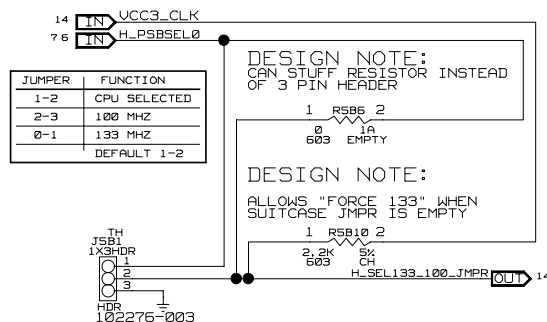 14 IN VCC3_CLK
76 IN H_PSBSEL0
DESIGN NOTE:
CAN STUFF RESISTOR INSTEAD
OF 3 PIN HEADER
JUMPER FUNCTION
1-2 CPU SELECTED
2-3 100 MHZ
0-1 133 MHZ
DEFAULT 1-2
1 R5B6 2
0 1A
603 EMPTY
DESIGN NOTE:
ALLOWS "FORCE 133" WHEN
SUITCASE JMPR IS EMPTY
1 R5B10 2
2.2K 5%
603 CH
TH
J5B1
1X3HDR
1
2
3
HDR
102276-003
H_SEL133_100_JMPR OUT 14